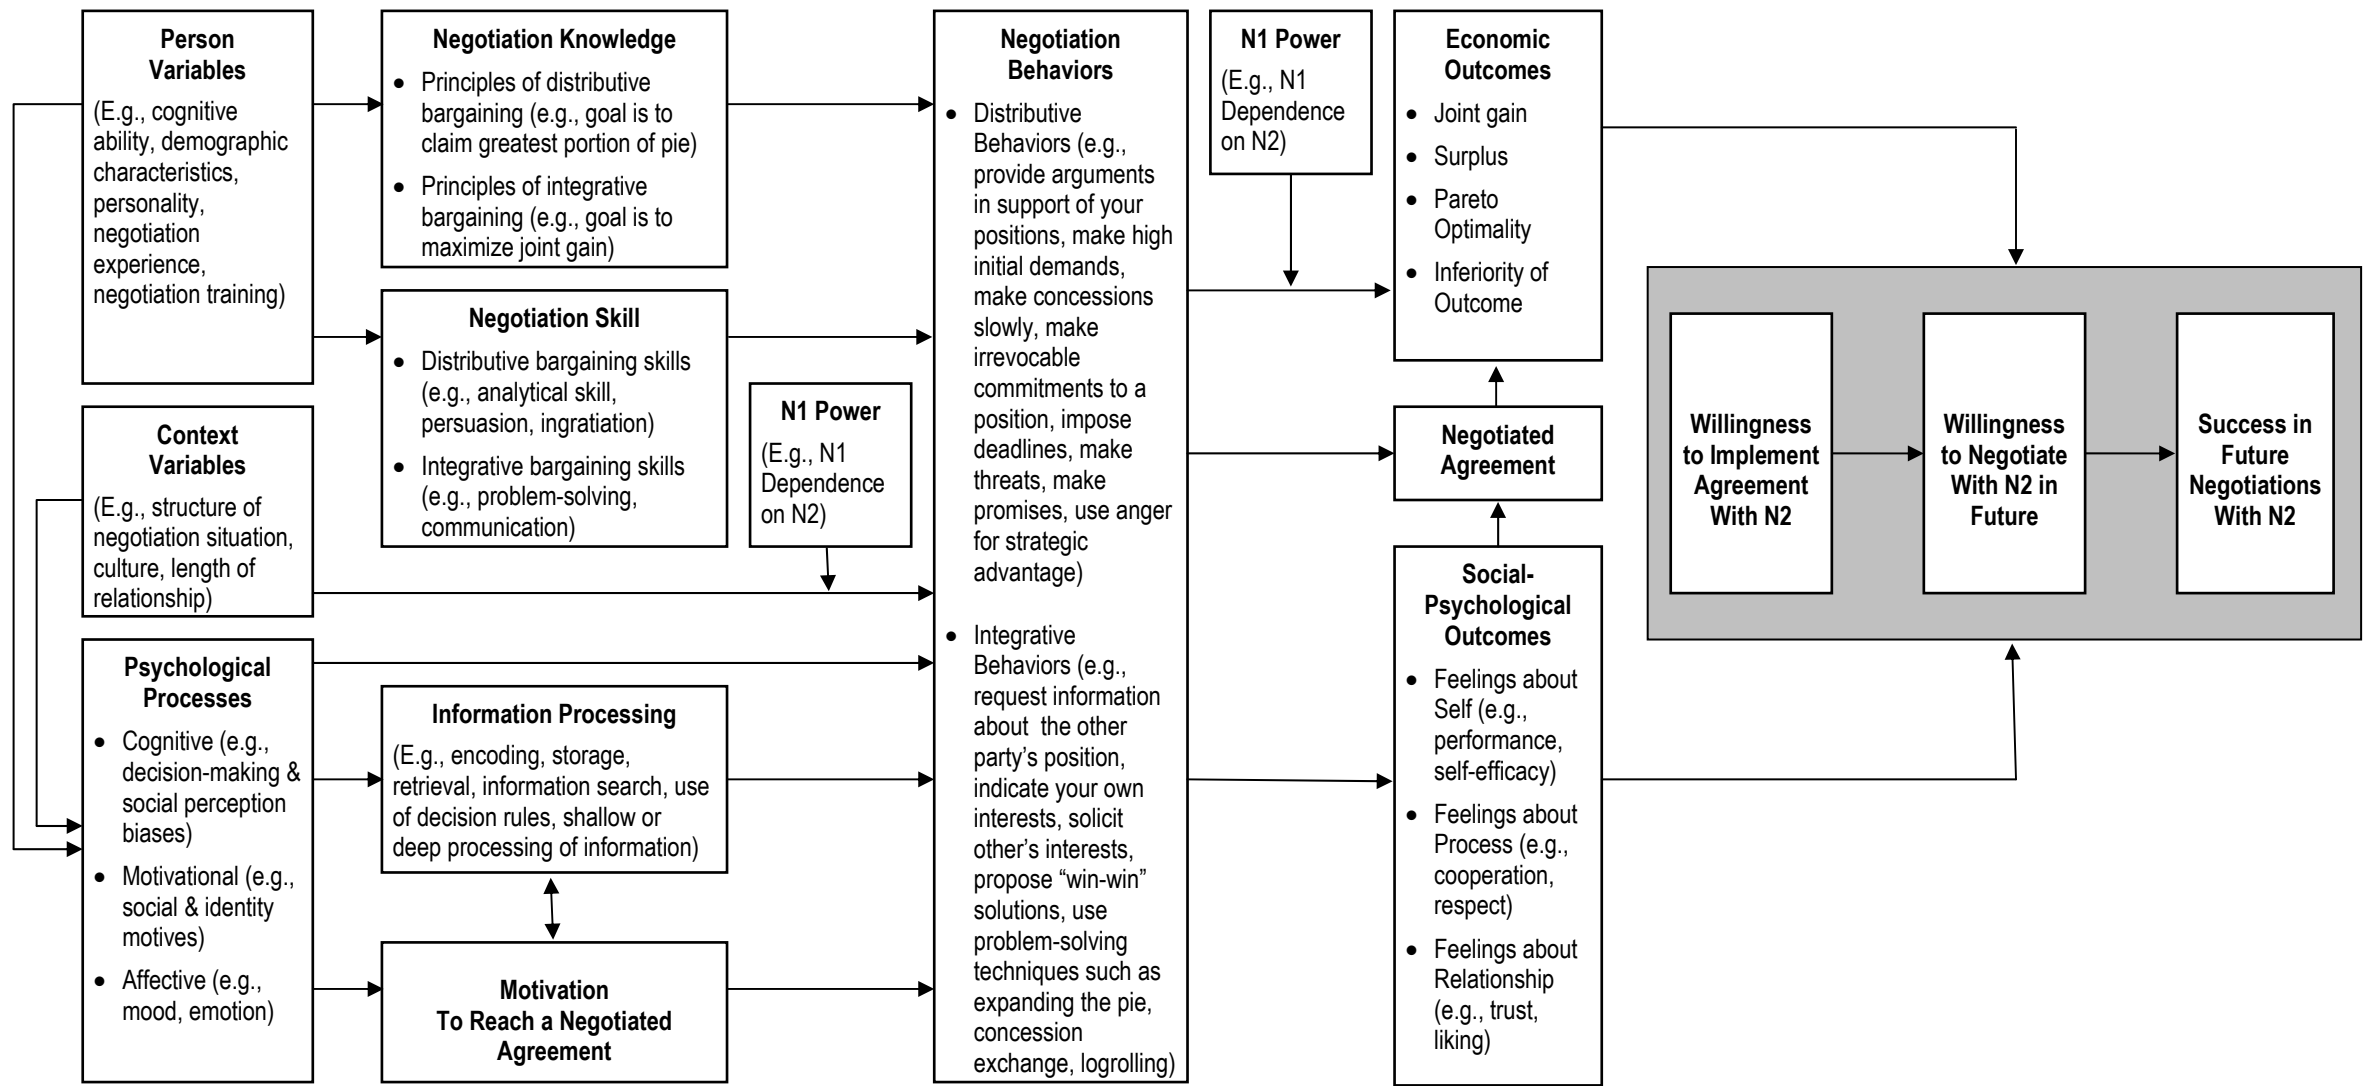 Person
Variables
(E.g., cognitive
ability, demographic
characteristics,
personality,
negotiation
experience,
negotiation training)
Negotiation Knowledge
• Principles of distributive
bargaining (e.g., goal is to
claim greatest portion of pie)
• Principles of integrative
bargaining (e.g., goal is to
maximize joint gain)
Negotiation Skill
• Distributive bargaining skills
(e.g., analytical skill,
persuasion, ingratiation)
• Integrative bargaining skills
(e.g., problem-solving,
communication)
Context
Variables
(E.g., structure of
negotiation situation,
culture, length of
relationship)
N1 Power
(E.g., N1
Dependence
on N2)
Psychological
Processes
• Cognitive (e.g.,
decision-making &
social perception
biases)
• Motivational (e.g.,
social & identity
motives)
• Affective (e.g.,
mood, emotion)
Information Processing
(E.g., encoding, storage,
retrieval, information search, use
of decision rules, shallow or
deep processing of information)
Motivation
To Reach a Negotiated
Agreement
Negotiation
Behaviors
• Distributive
Behaviors (e.g.,
provide arguments
in support of your
positions, make high
initial demands,
make concessions
slowly, make
irrevocable
commitments to a
position, impose
deadlines, make
threats, make
promises, use anger
for strategic
advantage)
• Integrative
Behaviors (e.g.,
request information
about the other
party’s position,
indicate your own
interests, solicit
other’s interests,
propose “win-win”
solutions, use
problem-solving
techniques such as
expanding the pie,
concession
exchange, logrolling)
N1 Power
(E.g., N1
Dependence
on N2)
Economic
Outcomes
• Joint gain
• Surplus
• Pareto
Optimality
• Inferiority of
Outcome
Negotiated
Agreement
Social-
Psychological
Outcomes
• Feelings about
Self (e.g.,
performance,
self-efficacy)
• Feelings about
Process (e.g.,
cooperation,
respect)
• Feelings about
Relationship
(e.g., trust,
liking)
Willingness
to Implement
Agreement
With N2
Willingness
to Negotiate
With N2 in
Future
Success in
Future
Negotiations
With N2